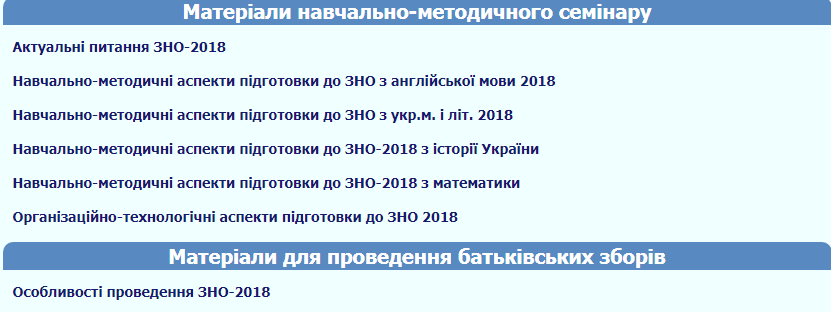 Матеріали навчально-методичного семінару
Актуальні питання ЗНО-2018
Навчально-методичні аспекти підготовки до ЗНО з англійської мови 2018
Навчально-методичні аспекти підготовки до ЗНО з укр.м. і літ. 2018
Навчально-методичні аспекти підготовки до ЗНО-2018 з історії України
Навчально-методичні аспекти підготовки до ЗНО-2018 з математики
Організаційно-технологічні аспекти підготовки до ЗНО 2018
Матеріали для проведення батьківських зборів
Особливості проведення ЗНО-2018